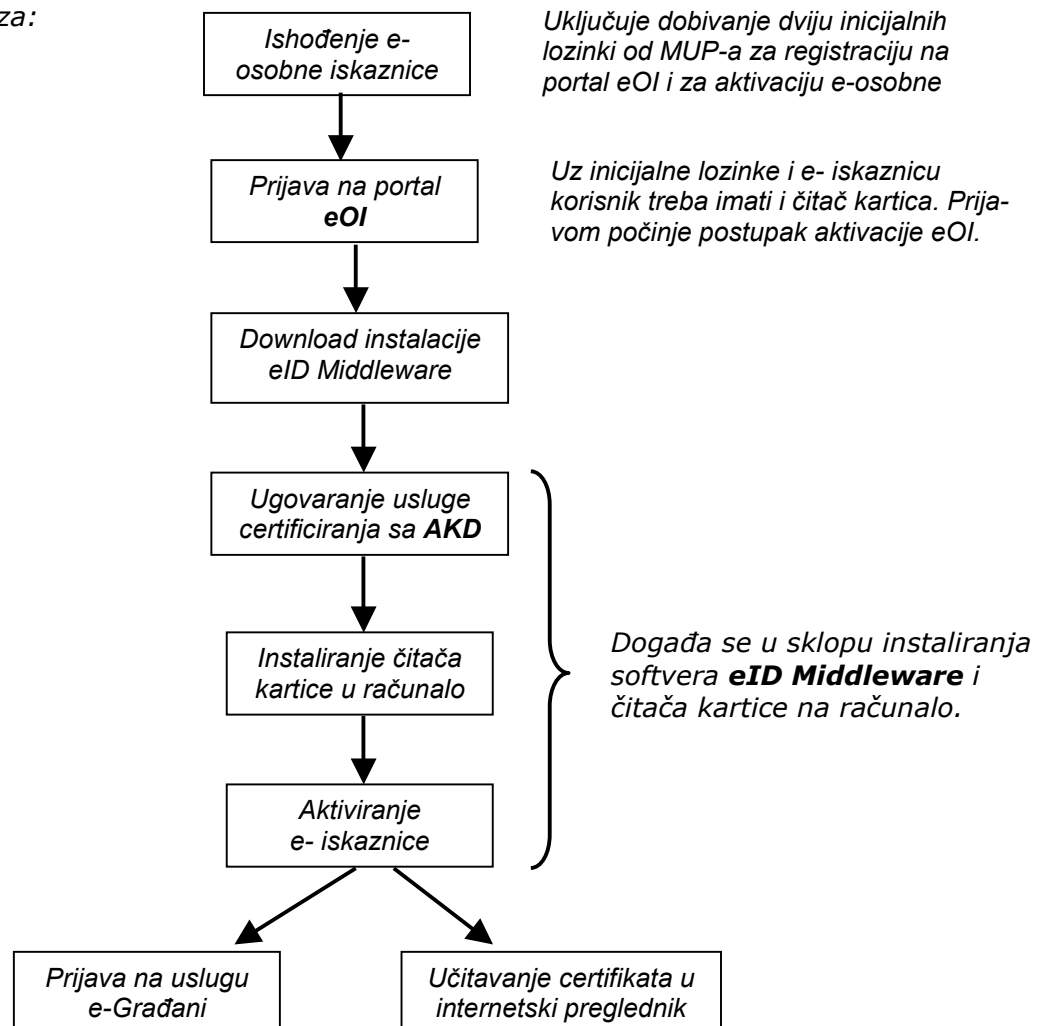 za:
Ishođenje e-
osobne iskaznice
Uključuje dobivanje dviju inicijalnih
lozinki od MUP-a za registraciju na
portal eOI i za aktivaciju e-osobne
Prijava na portal
eOI
Uz inicijalne lozinke i e- iskaznicu
korisnik treba imati i čitač kartica. Prija-
vom počinje postupak aktivacije eOI.
Download instalacije
eID Middleware
Ugovaranje usluge
certificiranja sa AKD
Instaliranje čitača
kartice u računalo
Događa se u sklopu instaliranja
softvera eID Middleware i
čitača kartice na računalo.
Aktiviranje
e- iskaznice
Prijava na uslugu
e-Građani
Učitavanje certifikata u
internetski preglednik